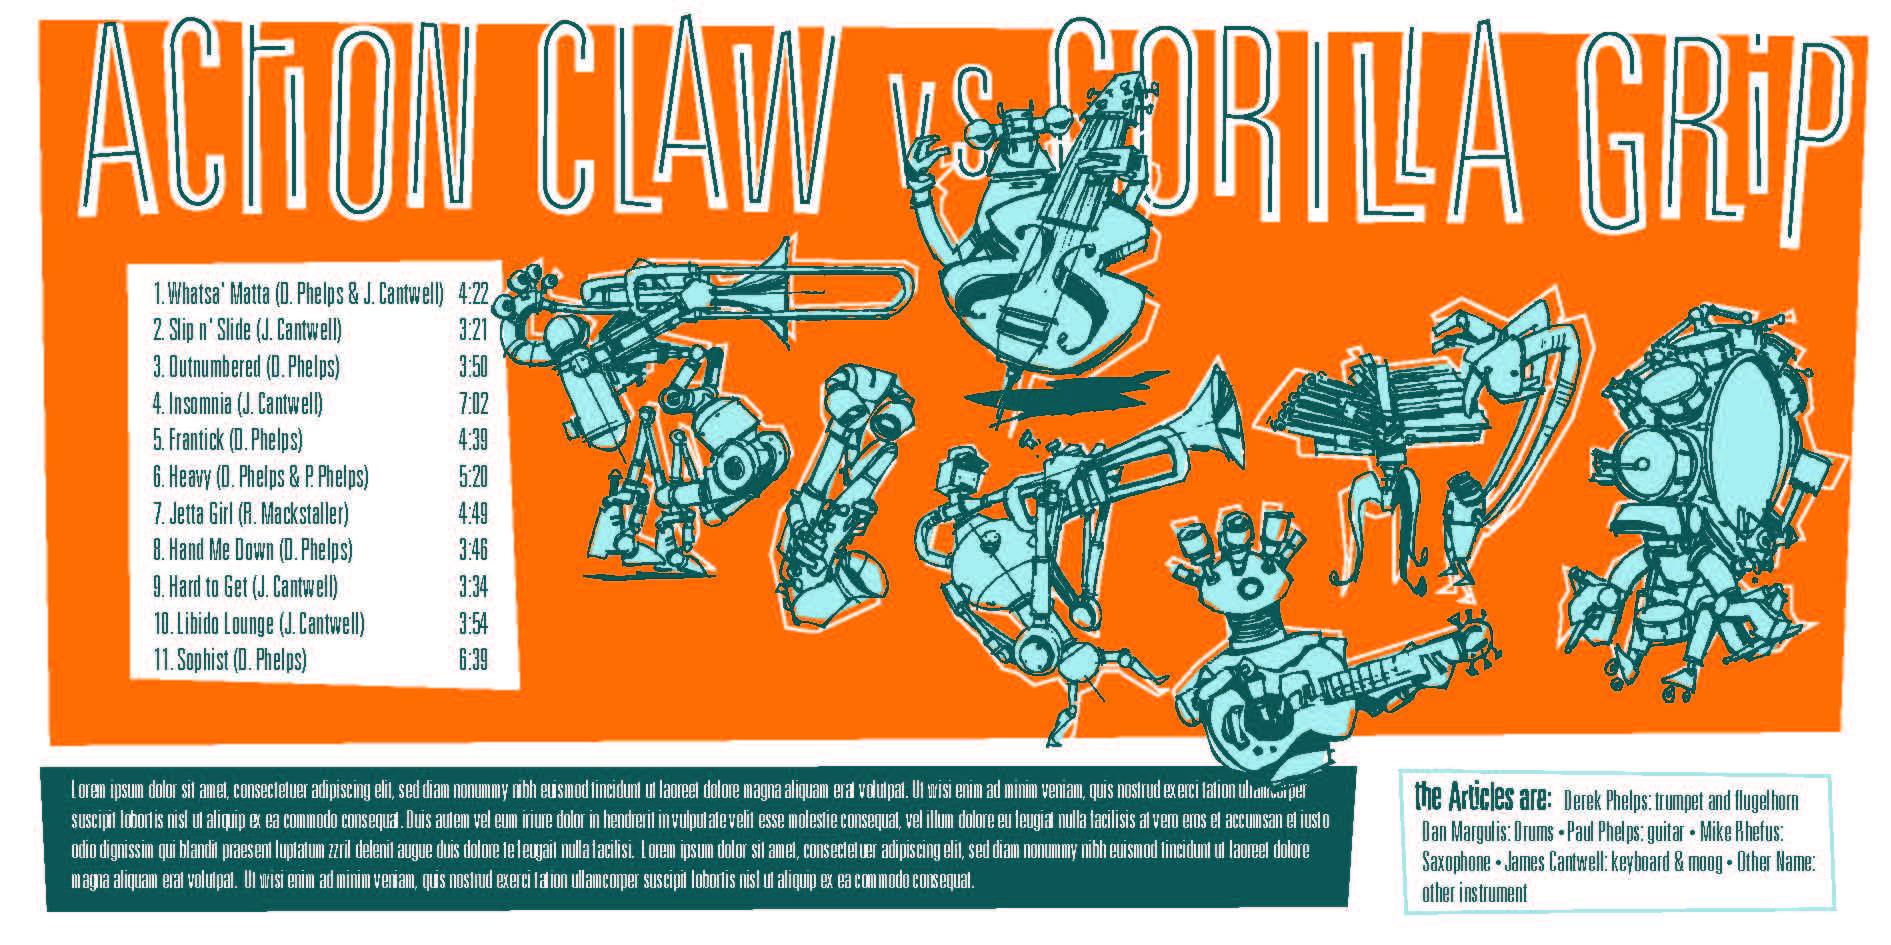 ACTiON CLAW vs GORILLA GRiP
1. Whatsa' Matta (D. Phelps & J. Cantwell) 4:22
2. Slip n' Slide (J. Cantwell) 3:21
3. Outnumbered (D. Phelps) 3:50
4. Insomnia (J. Cantwell) 7:02
5. Frantick (D. Phelps) 4:39
6. Heavy (D. Phelps & P. Phelps) 5:20
7. Jetta Girl (R. Mackstaller) 4:49
8. Hand Me Down (D. Phelps) 3:46
9. Hard to Get (J. Cantwell) 3:34
10. Libido Lounge (J. Cantwell) 3:54
11. Sophist (D. Phelps) 6:39
Lorem ipsum dolor sit amet, consectetuer adipiscing elit, sed diam nonummy nibh euismod tincidunt ut laoreet dolore magna aliquam erat volutpat. Ut wisi enim ad minim veniam, quis nostrud exerci tation ullamcorper
suscipit lobortis nisl ut aliquip ex ea commodo consequat. Duis autem vel eum iriure dolor in hendrerit in vulputate velit esse molestie consequat, vel illum dolore eu feugiat nulla facilisis at vero eros et accumsan et iusto
odio dignissim qui blandit praesent luptatum zzril delenit augue duis dolore te feugait nulla facilisi. Lorem ipsum dolor sit amet, consectetuer adipiscing elit, sed diam nonummy nibh euismod tincidunt ut laoreet dolore
magna aliquam erat volutpat. Ut wisi enim ad minim veniam, quis nostrud exerci tation ullamcorper suscipit lobortis nisl ut aliquip ex ea commodo consequat.
the Articles are: Derek Phelps: trumpet and flugelhorn
Dan Margulis: Drums • Paul Phelps: guitar • Mike Rhefus:
Saxophone • James Cantwell: keyboard & moog • Other Name:
other instrument